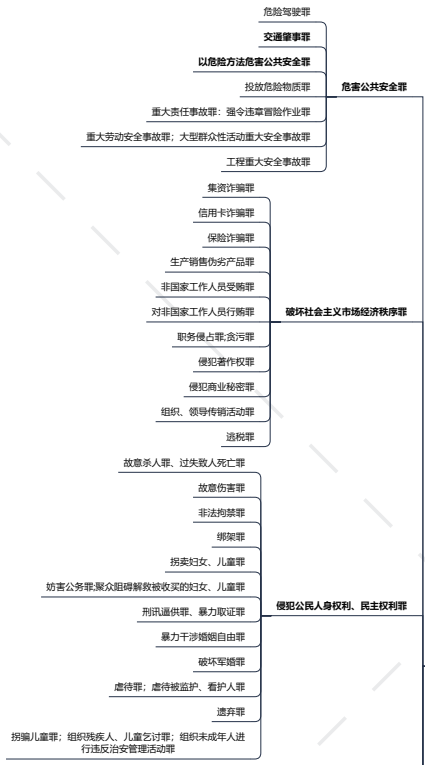 危险驾驶罪
交通肇事罪
以危险方法危害公共安全罪
投放危险物质罪
危害公共安全罪
重大责任事故罪：强令违章冒险作业罪
重大劳动安全事故罪；大型群众性活动重大安全事故罪
工程重大安全事故罪
集资诈骗罪
信用卡诈骗罪
保险诈骗罪
生产销售伪劣产品罪
非国家工作人员受贿罪
对非国家工作人员行贿罪
破坏社会主义市场经济秩序罪
职务侵占罪;贪污罪
侵犯著作权罪
侵犯商业秘密罪
组织、领导传销活动罪
逃税罪
故意杀人罪、过失致人死亡罪
故意伤害罪
非法拘禁罪
绑架罪
拐卖妇女、儿童罪
妨害公务罪;聚众阻碍解救被收买的妇女、儿童罪
侵犯公民人身权利、民主权利罪
刑讯逼供罪、暴力取证罪
暴力干涉婚姻自由罪
破坏军婚罪
虐待罪；虐待被监护、看护人罪
遗弃罪
拐骗儿童罪；组织残疾人、儿童乞讨罪；组织未成年人进
行违反治安管理活动罪